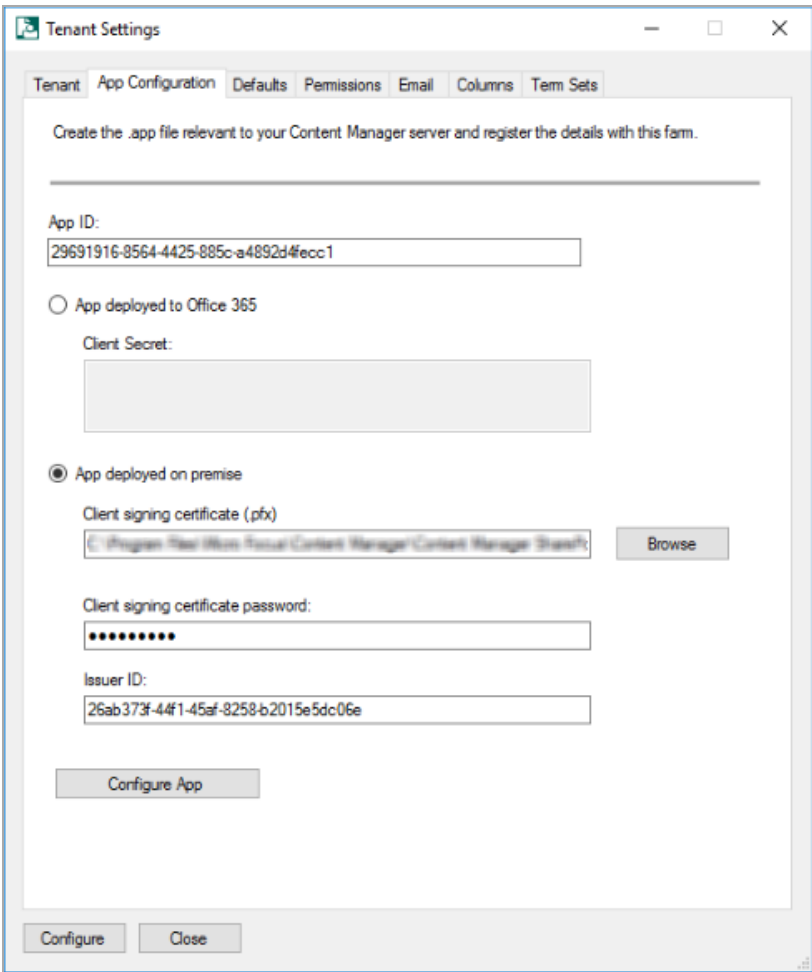 Tenant Settings
Tenant App Configuration Defaults Permissions Email Columns Term Sets
Create the .app file relevant to your Content Manager server and register the details with this farm.
App ID:
29691916-8564-4425-885c-a4892d4fecc1
App deployed to Office 365
Client Secret:
App deployed on premise
Client signing certificate (.pfx)
Browse
Client signing certificate password:
•••••••••
Issuer ID:
26ab373f-44f1-45af-8258-b2015e5dc06e
Configure App
Configure Close